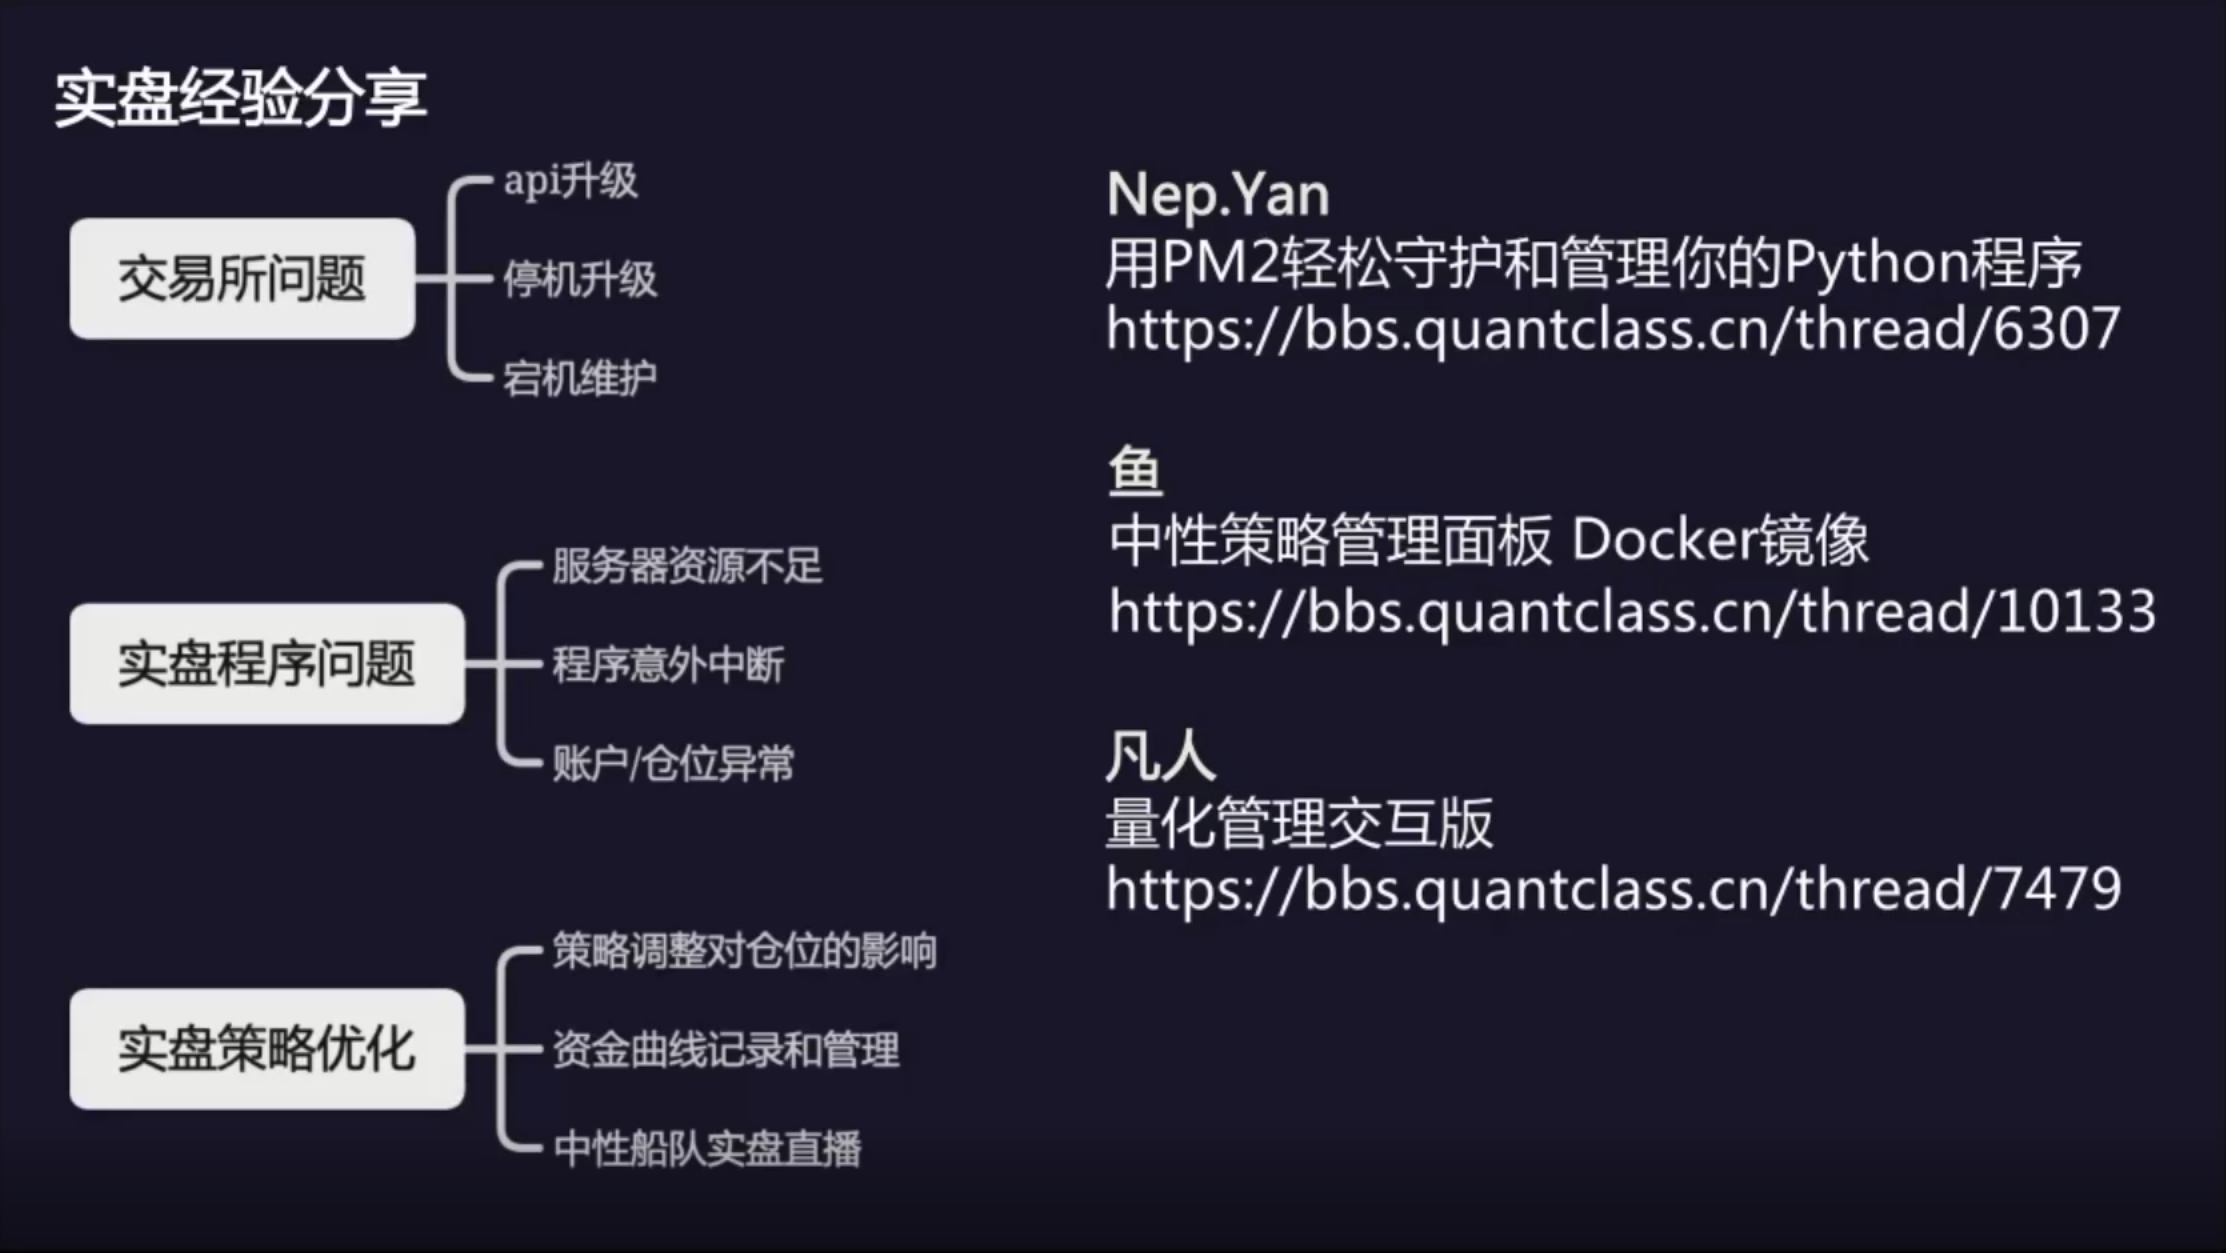 实盘经验分享
交易所问题
api升级
停机升级
宕机维护
实盘程序问题
服务器资源不足
程序意外中断
账户/仓位异常
实盘策略优化
策略调整对仓位的影响
资金曲线记录和管理
中性船队实盘直播
Nep.Yan
用PM2轻松守护和管理你的Python程序
https://bbs.quantclass.cn/thread/6307
鱼
中性策略管理面板 Docker镜像
https://bbs.quantclass.cn/thread/10133
凡人
量化管理交互版
https://bbs.quantclass.cn/thread/7479